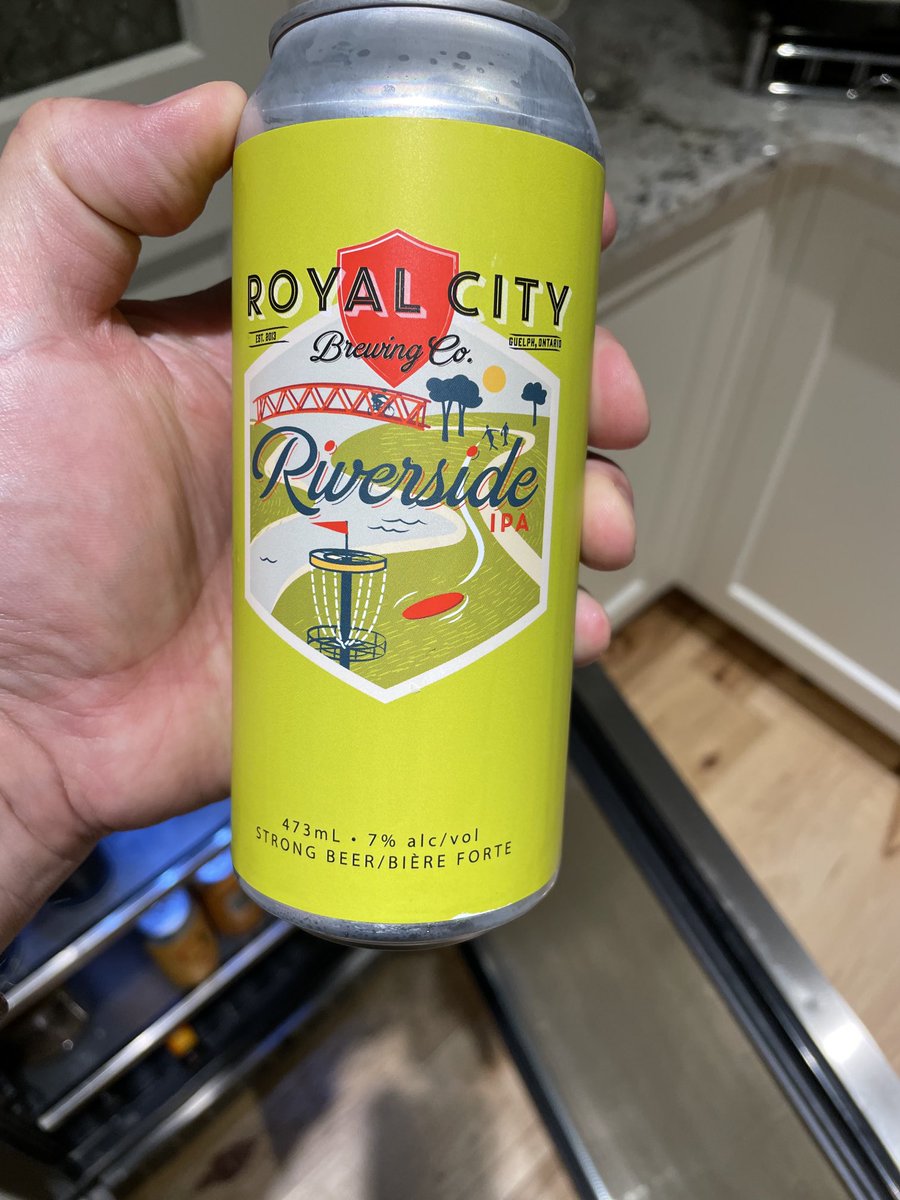 ROYAL CITY
EST. 2013
GUELPH, ONTARIO
Brewing Co.
Riverside
IPA
473mL • 7% alc/vol
STRONG BEER/BIÈRE FORTE